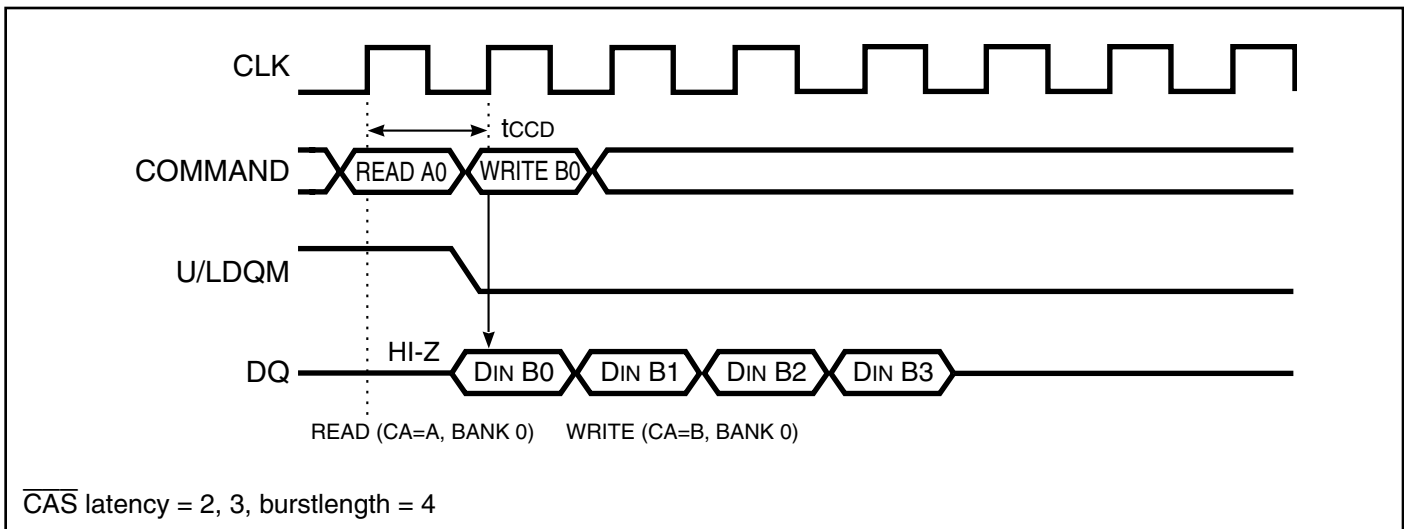 CLK
tCCD
COMMAND READ A0 WRITE B0
U/LDQM
HI-Z
DQ DIN B0 DIN B1 DIN B2 DIN B3
READ (CA=A, BANK 0) WRITE (CA=B, BANK 0)
C̅A̅S̅ latency = 2, 3, burstlength = 4